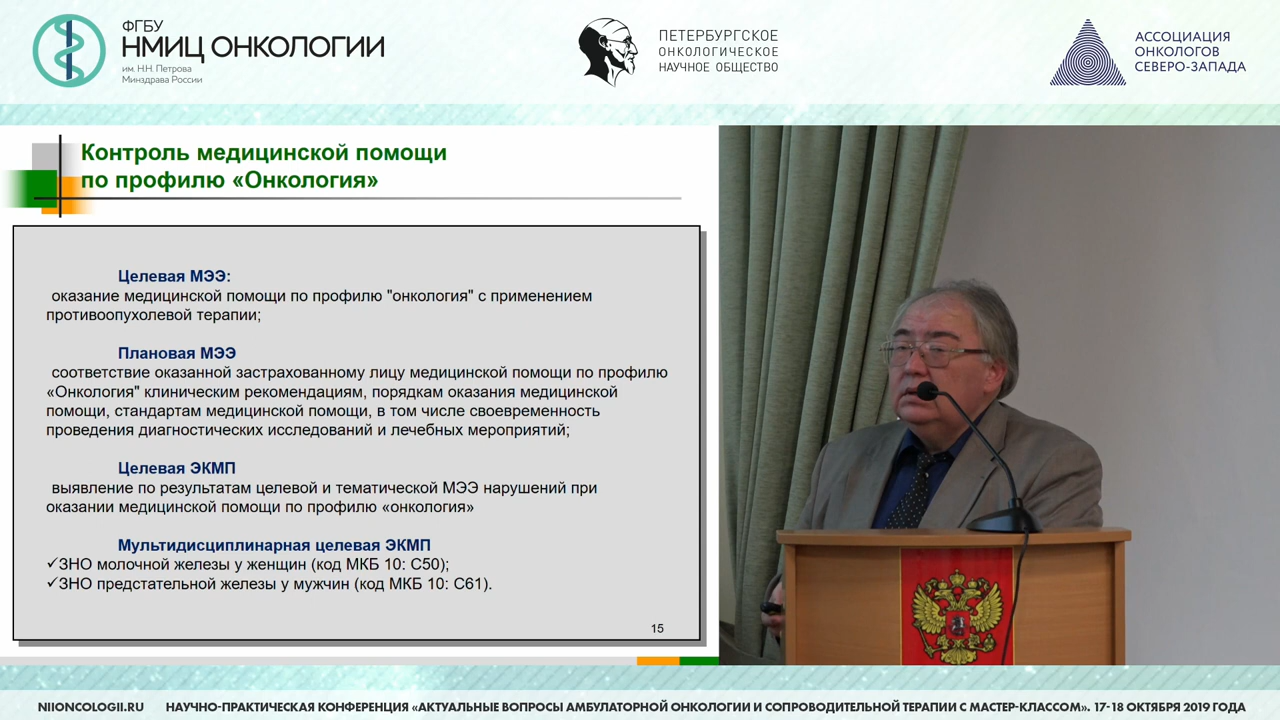 ФГБУ
НМИЦ ОНКОЛОГИИ
им. Н.Н. Петрова
Минздрава России
ПЕТЕРБУРГСКОЕ
ОНКОЛОГИЧЕСКОЕ
НАУЧНОЕ ОБЩЕСТВО
АССОЦИАЦИЯ
ОНКОЛОГОВ
СЕВЕРО-ЗАПАДА
Контроль медицинской помощи
по профилю «Онкология»
Целевая МЭЭ:
оказание медицинской помощи по профилю "онкология" с применением
противоопухолевой терапии;
Плановая МЭЭ
соответствие оказанной застрахованному лицу медицинской помощи по профилю
«Онкология" клиническим рекомендациям, порядкам оказания медицинской
помощи, стандартам медицинской помощи, в том числе своевременность
проведения диагностических исследований и лечебных мероприятий;
Целевая ЭКМП
выявление по результатам целевой и тематической МЭЭ нарушений при
оказании медицинской помощи по профилю «онкология»
Мультидисциплинарная целевая ЭКМП
✓ЗНО молочной железы у женщин (код МКБ 10: С50);
✓ЗНО предстательной железы у мужчин (код МКБ 10: С61).
15
NIIONCOLOGII.RU НАУЧНО-ПРАКТИЧЕСКАЯ КОНФЕРЕНЦИЯ «АКТУАЛЬНЫЕ ВОПРОСЫ АМБУЛАТОРНОЙ ОНКОЛОГИИ И СОПРОВОДИТЕЛЬНОЙ ТЕРАПИИ С МАСТЕР-КЛАССОМ». 17-18 ОКТЯБРЯ 2019 ГОДА